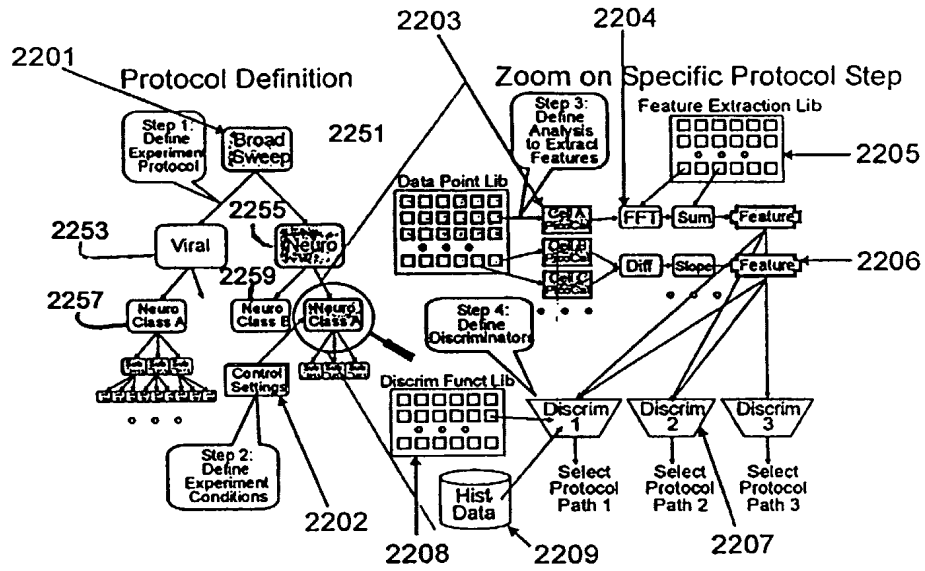 2203
2204
2201
Protocol Definition
Zoom on Specific Protocol Step
Step 1:
Define
Experiment
Protocol
Broad
Sweep
2251
Step 3:
Define
Analysis
to Extract
Features
Feature Extraction Lib
2205
Data Point Lib
2253
2255
Viral
Neuro
Cell A
FFT
Sum
Feature
Cell B
Diff
Slope
Feature
2206
Cell C
2257
2259
Neuro
Class A
Neuro
Class B
Neuro
Class A
Step 4:
Define
Discriminators
Control
Settings
Discrim Funct Lib
Discrim
1
Discrim
2
Discrim
3
Step 2:
Define
Experiment
Conditions
Hist
Data
Select
Protocol
Path 1
Select
Protocol
Path 2
Select
Protocol
Path 3
2202
2208
2209
2207